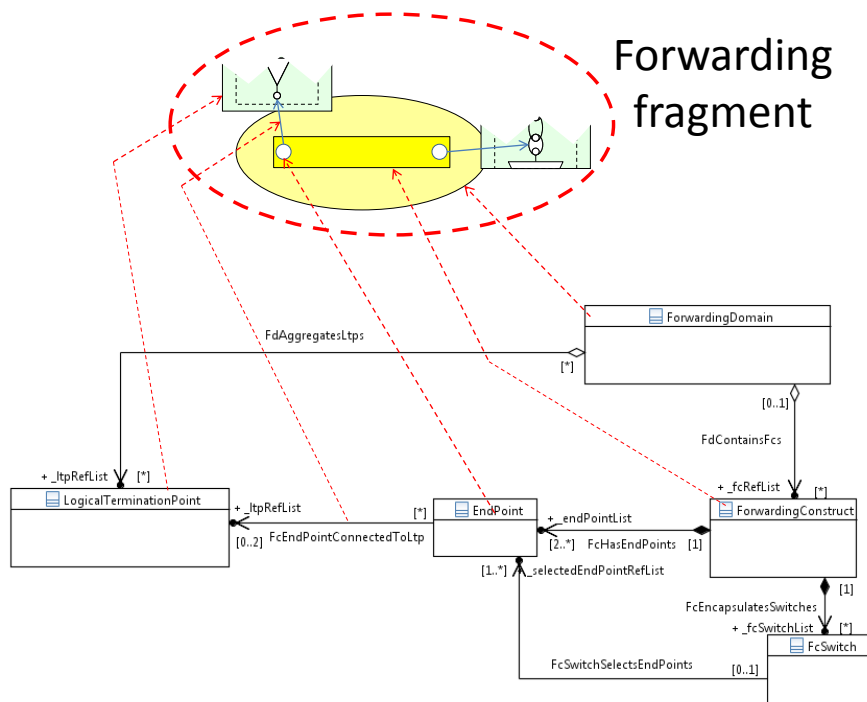 Forwarding
fragment
ForwardingDomain
FdAggregatesLtps
[*]
[0..1]
FdContainsFcs
+ _ltpRefList
[*]
+ _fcRefList
[*]
LogicalTerminationPoint
+ _ltpRefList
[*]
EndPoint
+ _endPointList
ForwardingConstruct
[0..2]
FcEndPointConnectedToLtp
[2..*]
FcHasEndPoints
[1]
[1..*]
_selectedEndPointRefList
[1]
FcEncapsulatesSwitches
+ _fcSwitchList
[*]
FcSwitch
FcSwitchSelectsEndPoints
[0..1]